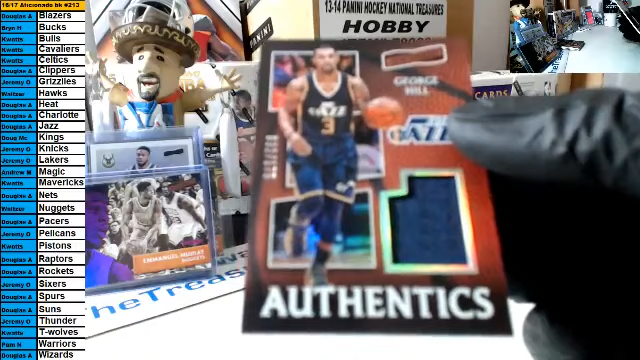 16/17 Aficionado bk #213
Douglas A Blazers
Bryn H Bucks
Kwatts Bulls
Kwatts Cavaliers
Kwatts Celtics
Douglas A Clippers
Jeremy O Grizzlies
Waltzur Hawks
Douglas A Heat
Douglas A Charlotte
Douglas A Jazz
Doug Mc Kings
Jeremy O Knicks
Jeremy O Lakers
Andrew M Magic
Kwatts Mavericks
Douglas A Nets
Waltzur Nuggets
Douglas A Pacers
Jeremy O Pelicans
Kwatts Pistons
Douglas A Raptors
Douglas A Rockets
Jeremy O Sixers
Douglas A Spurs
Douglas A Suns
Jeremy O Thunder
Kwatts T-wolves
Pam N Warriors
Douglas A Wizards
13-14 PANINI HOCKEY NATIONAL TREASURES
HOBBY
CARDS
GEORGE
HILL
JAZZ
3
EMMANUEL MUDIAY
NUGGETS
AUTHENTICS